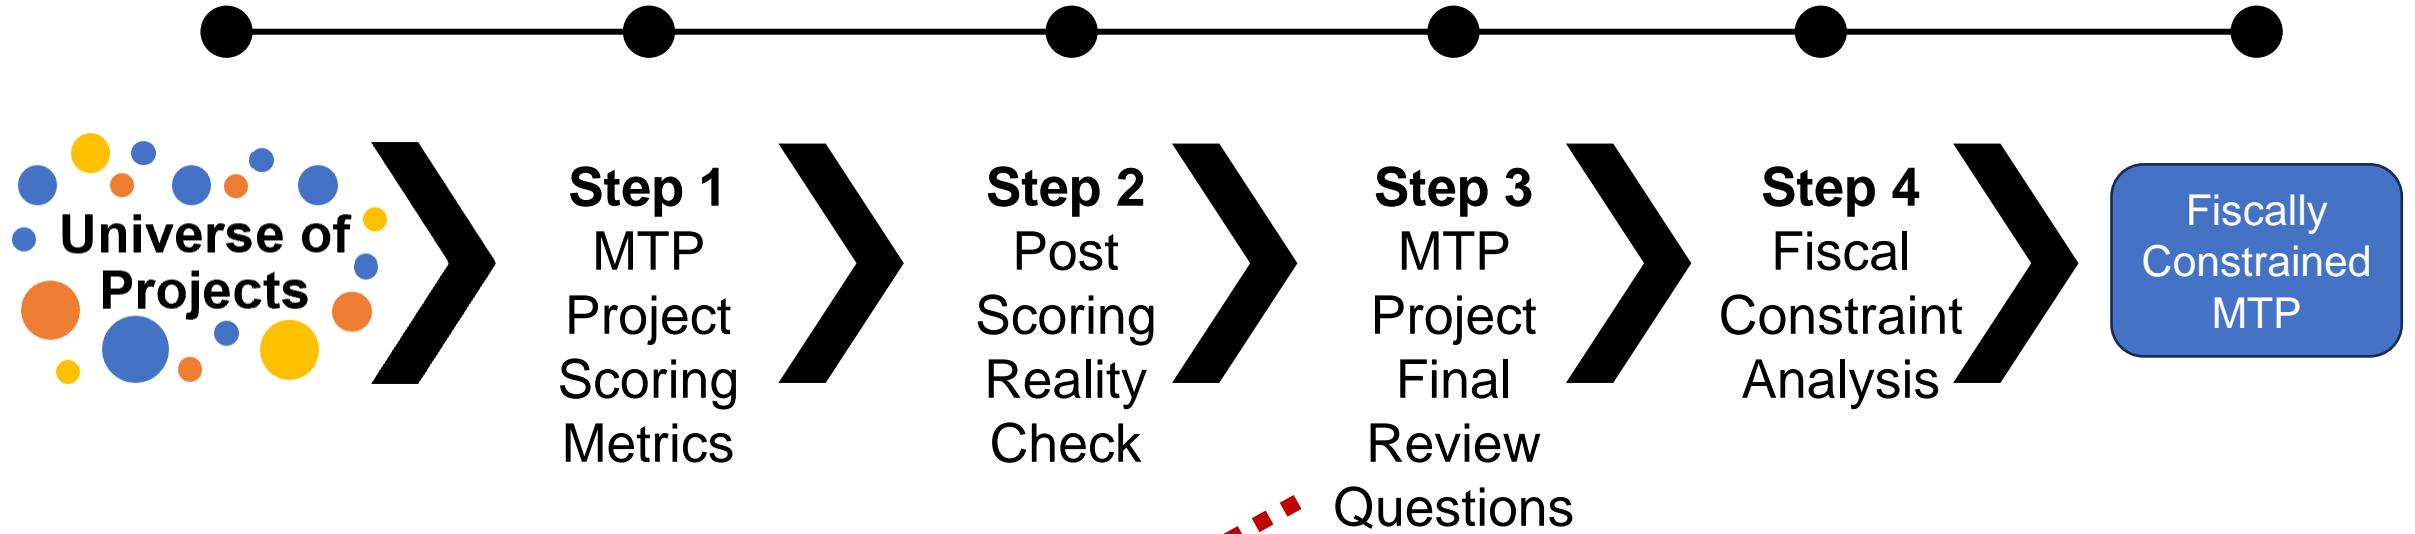 Universe of
Projects
Step 1
MTP
Project
Scoring
Metrics
Step 2
Post
Scoring
Reality
Check
Step 3
MTP
Project
Final
Review
Questions
Step 4
Fiscal
Constraint
Analysis
Fiscally
Constrained
MTP